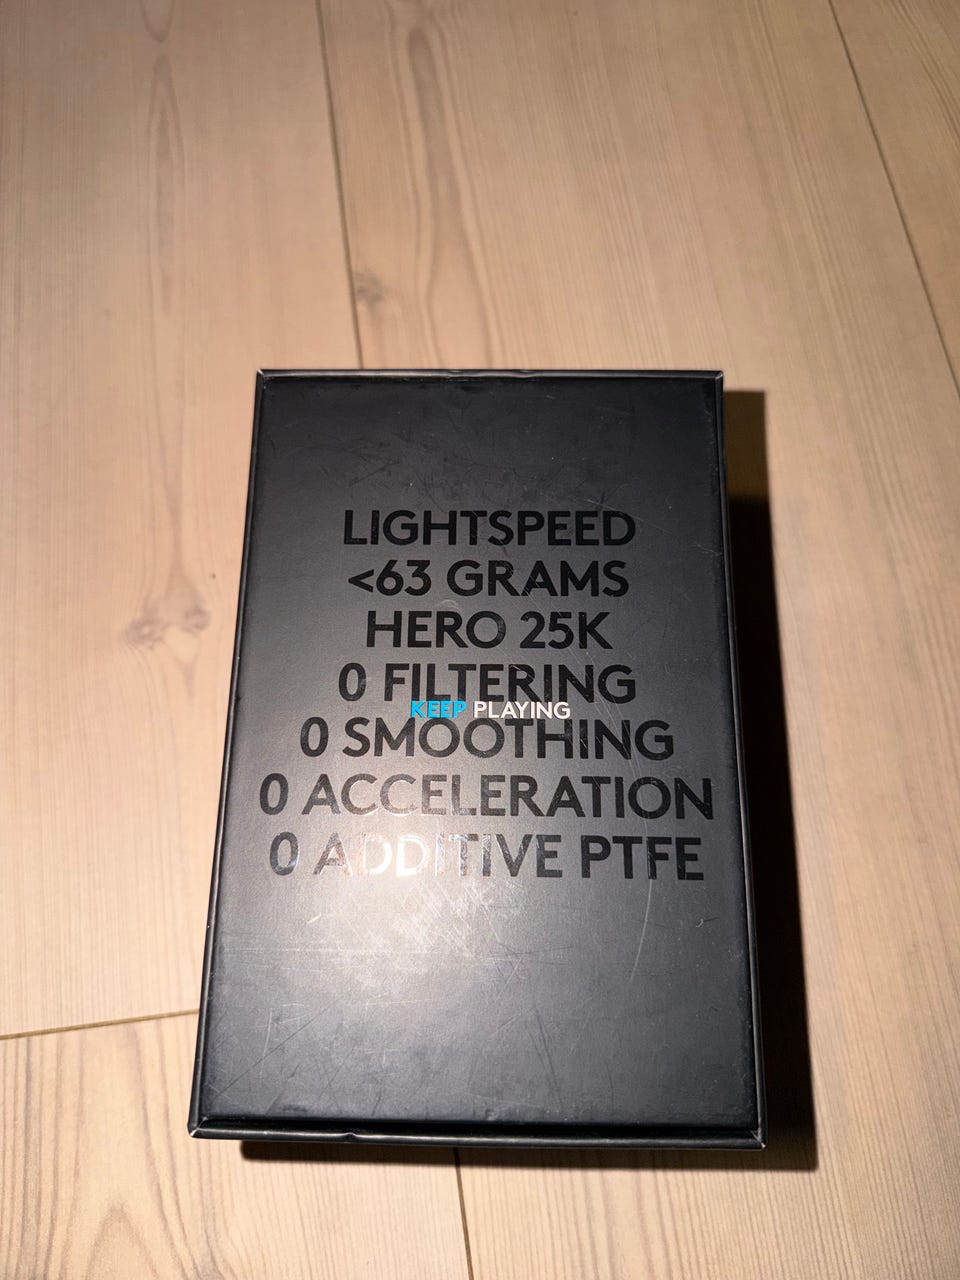 LIGHTSPEED
<63 GRAMS
HERO 25K
0 FILTERING
KEEP PLAYING
0 SMOOTHING
0 ACCELERATION
0 ADDITIVE PTFE